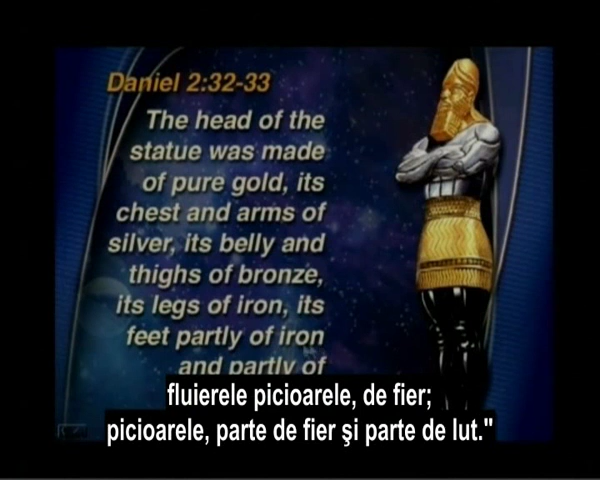 Daniel 2:32-33
The head of the
statue was made
of pure gold, its
chest and arms of
silver, its belly and
thighs of bronze,
its legs of iron, its
feet partly of iron
and partly of
fluierele picioarele, de fier;
picioarele, parte de fier şi parte de lut."